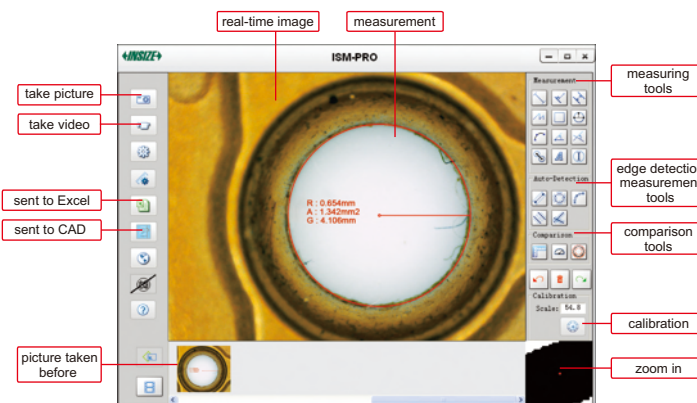 real-time image
measurement
INSIZE
ISM-PRO
take picture
take video
sent to Excel
sent to CAD
picture taken
before
R : 0.654mm
A : 1.342mm2
G : 4.106mm
Measurement
Auto-Detection
Comparison
Calibration
Scale: 54.8
measuring
tools
edge detectio
measuremen
tools
comparison
tools
calibration
zoom in